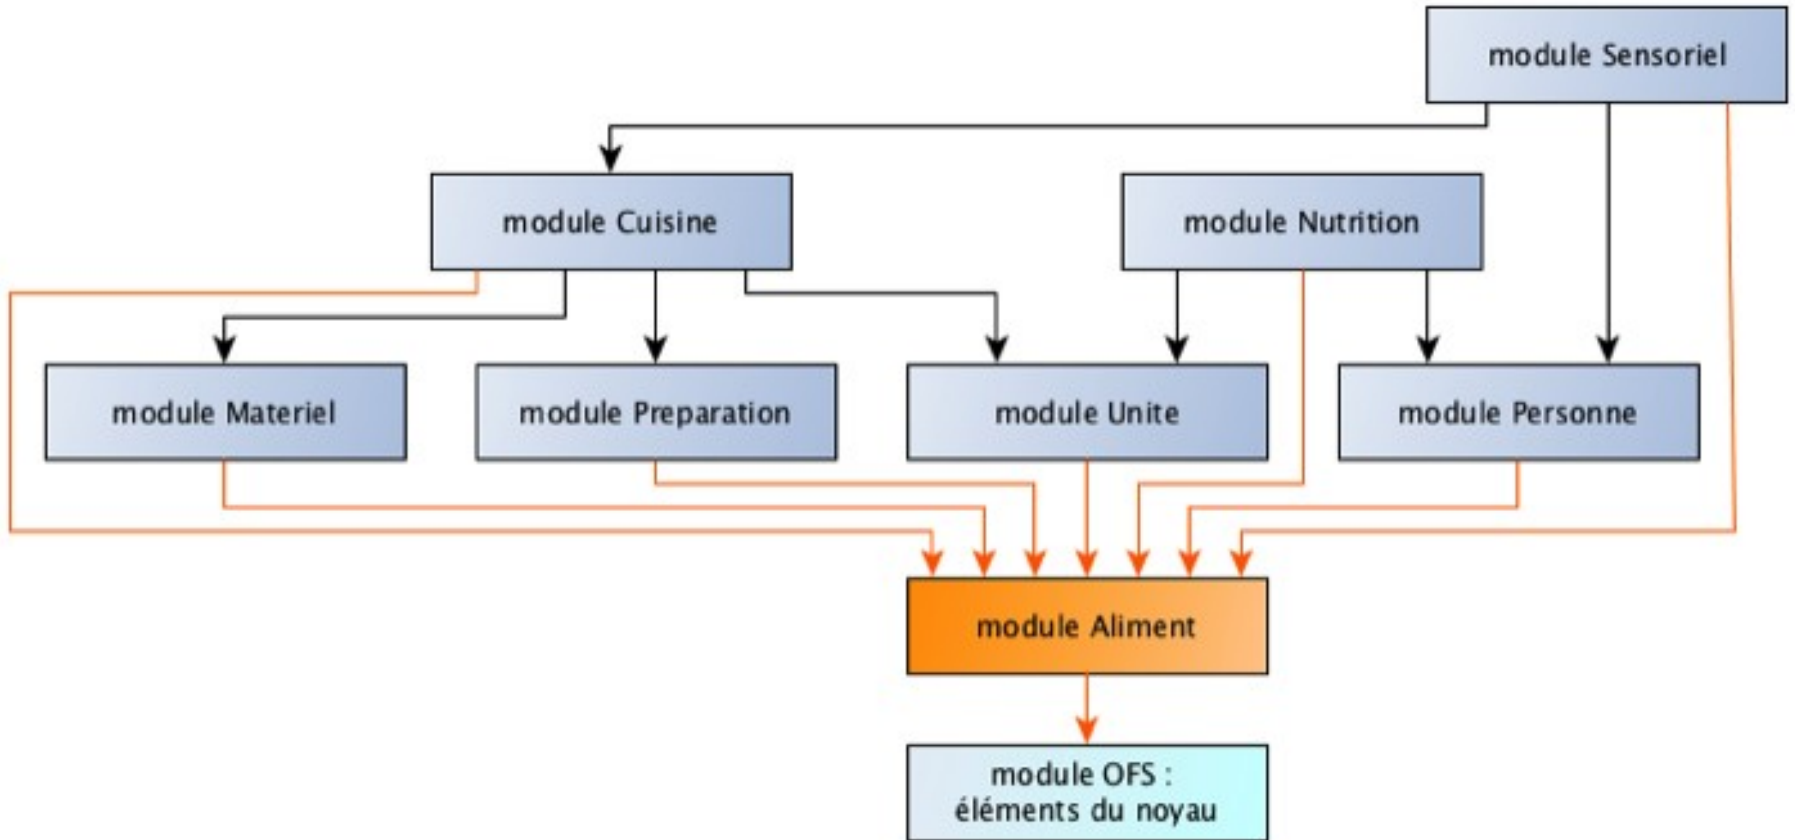 module Sensoriel
module Cuisine
module Nutrition
module Materiel
module Preparation
module Unite
module Personne
module Aliment
module OFS :
éléments du noyau